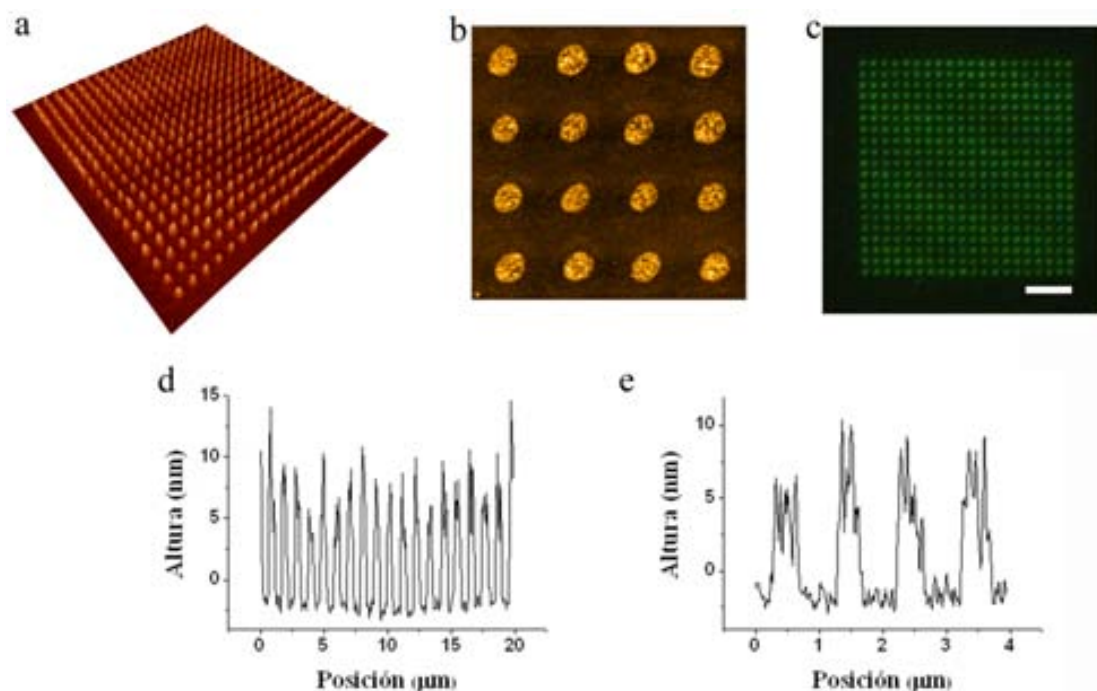 a
b
c
d
15
10
5
0
Altura (nm)
0 5 10 15 20
Posición (μm)
e
10
5
0
Altura (nm)
0 1 2 3 4
Posición (μm)